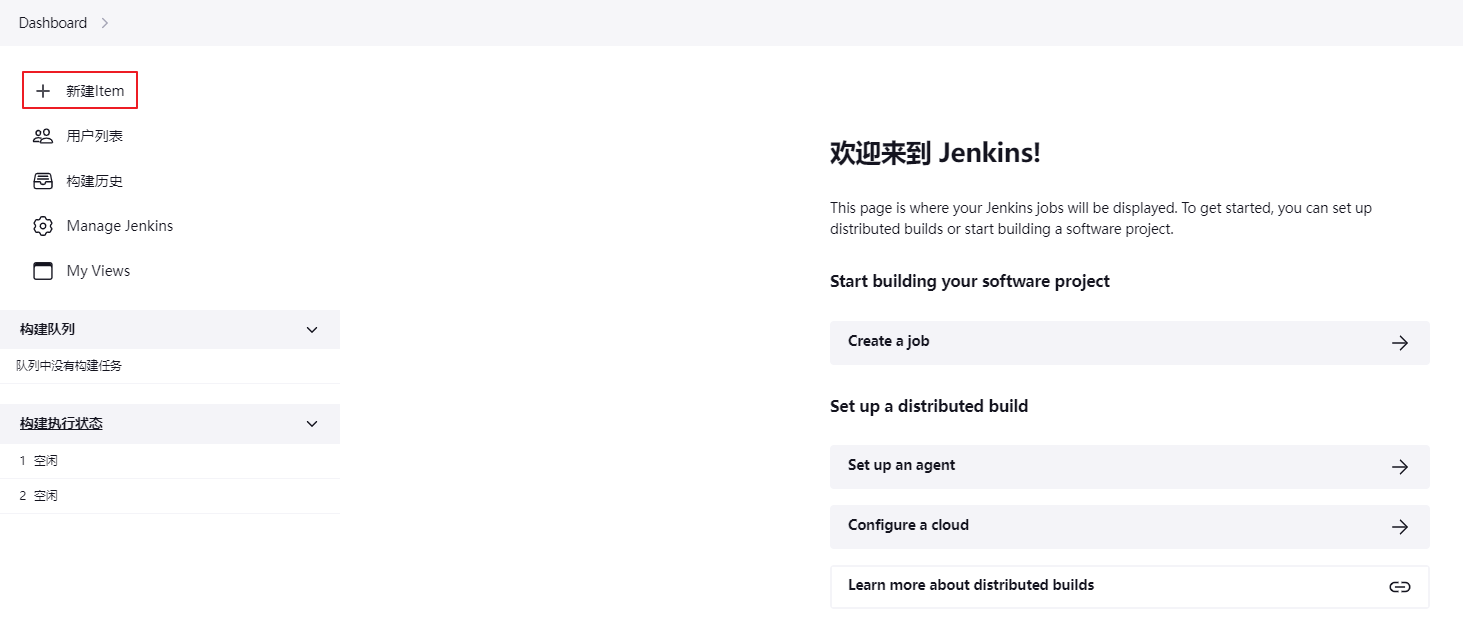 Dashboard
新建Item
用户列表
构建历史
Manage Jenkins
My Views
构建队列
队列中没有构建任务
构建执行状态
1 空闲
2 空闲
欢迎来到 Jenkins!
This page is where your Jenkins jobs will be displayed. To get started, you can set up
distributed builds or start building a software project.
Start building your software project
Create a job
Set up a distributed build
Set up an agent
Configure a cloud
Learn more about distributed builds